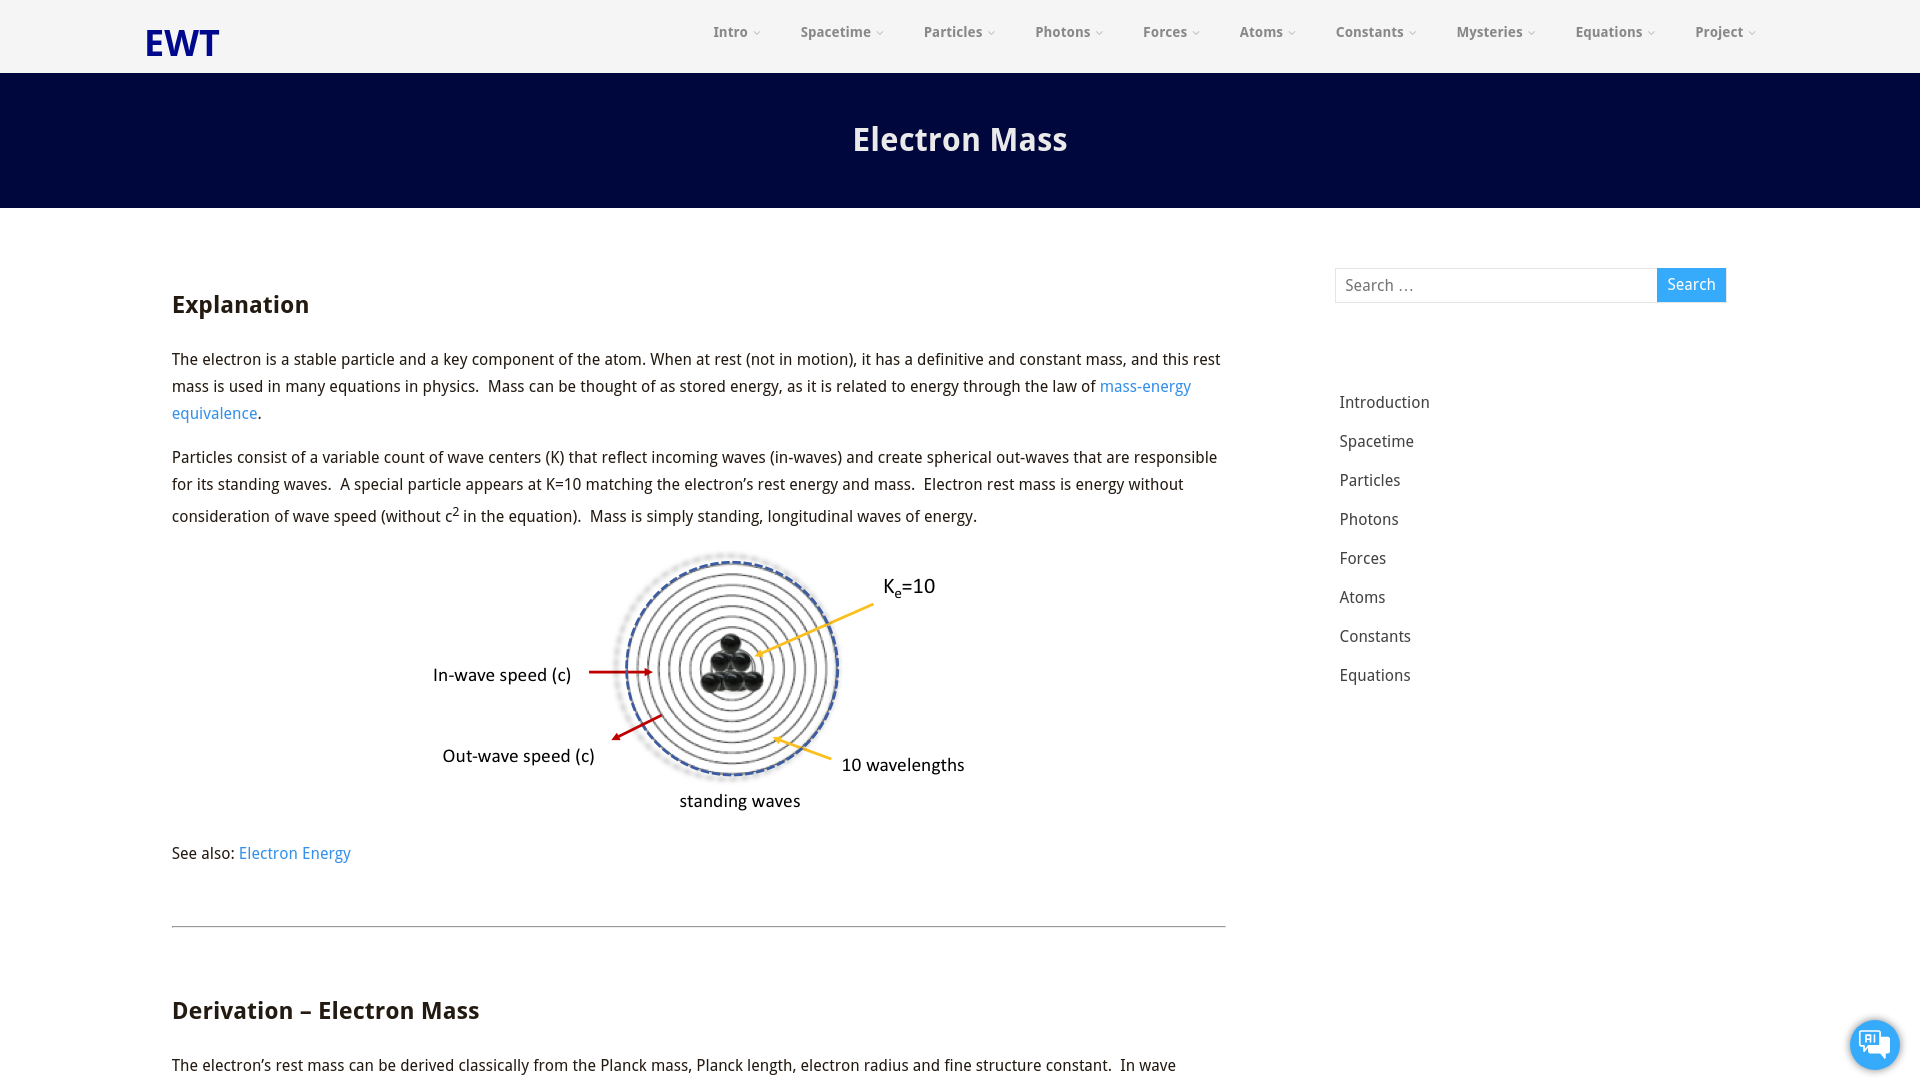 EWT
Intro
Spacetime
Particles
Photons
Forces
Atoms
Constants
Mysteries
Equations
Project
Electron Mass
Search …
Search
Explanation
The electron is a stable particle and a key component of the atom. When at rest (not in motion), it has a definitive and constant mass, and this rest
mass is used in many equations in physics.  Mass can be thought of as stored energy, as it is related to energy through the law of mass-energy
equivalence.
Particles consist of a variable count of wave centers (K) that reflect incoming waves (in-waves) and create spherical out-waves that are responsible
for its standing waves.  A special particle appears at K=10 matching the electron’s rest energy and mass.  Electron rest mass is energy without
consideration of wave speed (without c² in the equation).  Mass is simply standing, longitudinal waves of energy.
Kₑ=10
In-wave speed (c)
Out-wave speed (c)
10 wavelengths
standing waves
See also: Electron Energy
Introduction
Spacetime
Particles
Photons
Forces
Atoms
Constants
Equations
Derivation – Electron Mass
The electron’s rest mass can be derived classically from the Planck mass, Planck length, electron radius and fine structure constant.  In wave
AI